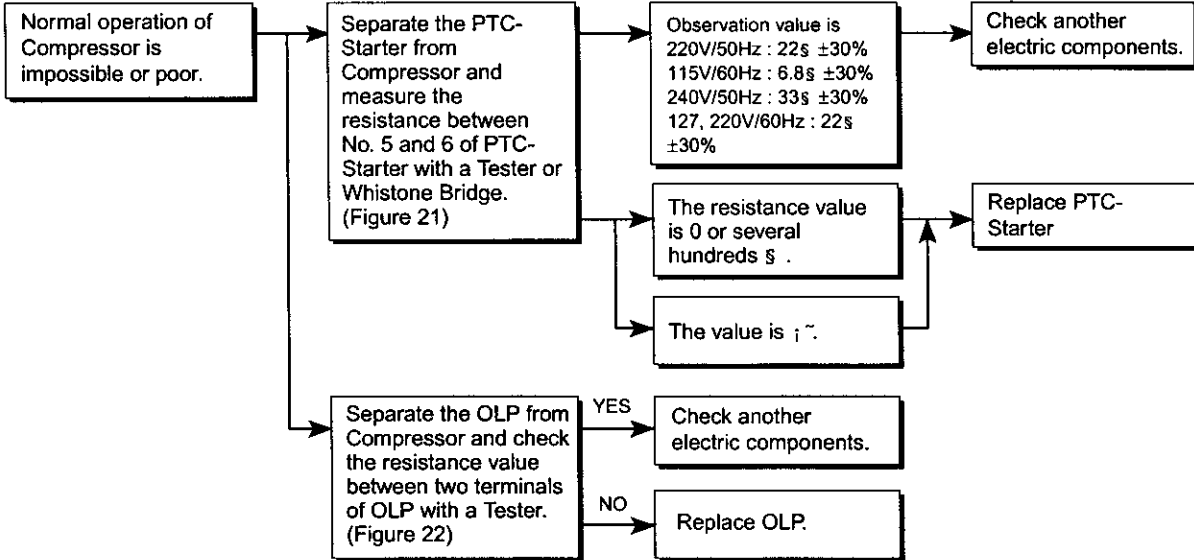 Normal operation of
Compressor is
impossible or poor.
Separate the PTC-
Starter from
Compressor and
measure the
resistance between
No. 5 and 6 of PTC-
Starter with a Tester or
Whistone Bridge.
(Figure 21)
Observation value is
220V/50Hz : 22§ ±30%
115V/60Hz : 6.8§ ±30%
240V/50Hz : 33§ ±30%
127, 220V/60Hz : 22§
±30%
Check another
electric components.
The resistance value
is 0 or several
hundreds § .
Replace PTC-
Starter
The value is ¡˜.
Separate the OLP from
Compressor and check
the resistance value
between two terminals
of OLP with a Tester.
(Figure 22)
YES
Check another
electric components.
NO
Replace OLP.